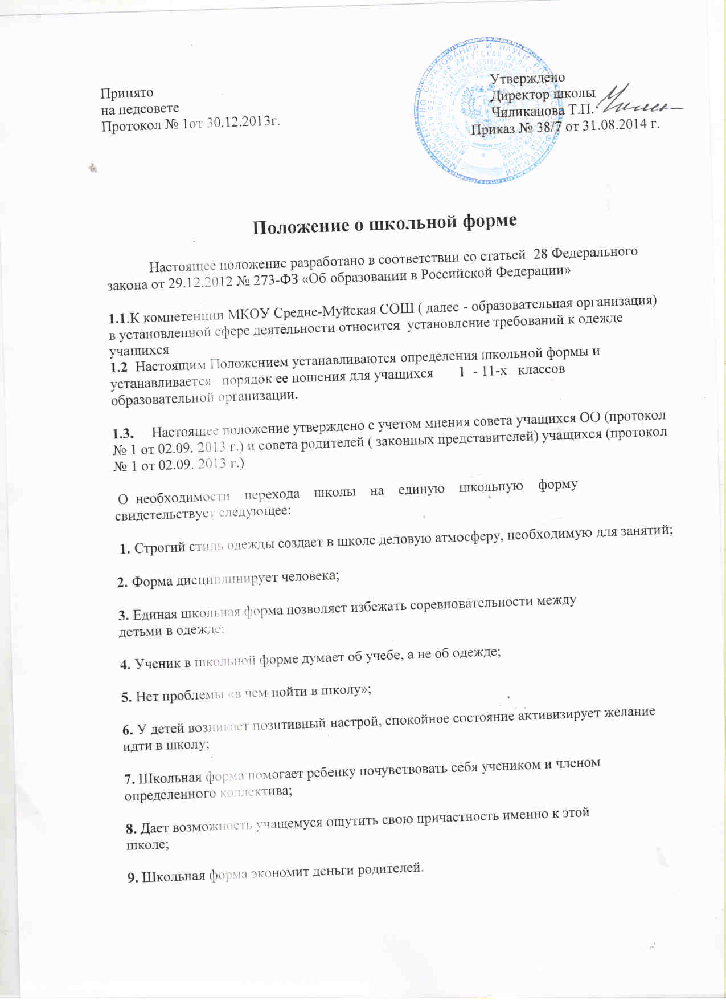 Принято
на педсовете
Протокол № 1от 30.12.2013г.
Утверждено
Директор школы
Чиликанова Т.П.
Приказ № 38/7 от 31.08.2014 г.
Положение о школьной форме
Настоящее положение разработано в соответствии со статьей 28 Федерального
закона от 29.12.2012 № 273-ФЗ «Об образовании в Российской Федерации»
1.1.К компетенции МКОУ Средне-Муйская СОШ ( далее - образовательная организация)
в установленной сфере деятельности относится установление требований к одежде
учащихся
1.2 Настоящим Положением устанавливаются определения школьной формы и
устанавливается порядок ее ношения для учащихся 1 - 11-х классов
образовательной организации.
1.3. Настоящее положение утверждено с учетом мнения совета учащихся ОО (протокол
№ 1 от 02.09. 2013 г.) и совета родителей ( законных представителей) учащихся (протокол
№ 1 от 02.09. 2013 г.)
О необходимости перехода школы на единую школьную форму
свидетельствует следующее:
1. Строгий стиль одежды создает в школе деловую атмосферу, необходимую для занятий;
2. Форма дисциплинирует человека;
3. Единая школьная форма позволяет избежать соревновательности между
детьми в одежде;
4. Ученик в школьной форме думает об учебе, а не об одежде;
5. Нет проблемы «в чем пойти в школу»;
6. У детей возникает позитивный настрой, спокойное состояние активизирует желание
идти в школу;
7. Школьная форма помогает ребенку почувствовать себя учеником и членом
определенного коллектива;
8. Дает возможность учащемуся ощутить свою причастность именно к этой
школе;
9. Школьная форма экономит деньги родителей.
МИНИСТЕРСТВО ОБРАЗОВАНИЯ И НАУКИ РОССИЙСКОЙ ФЕДЕРАЦИИ